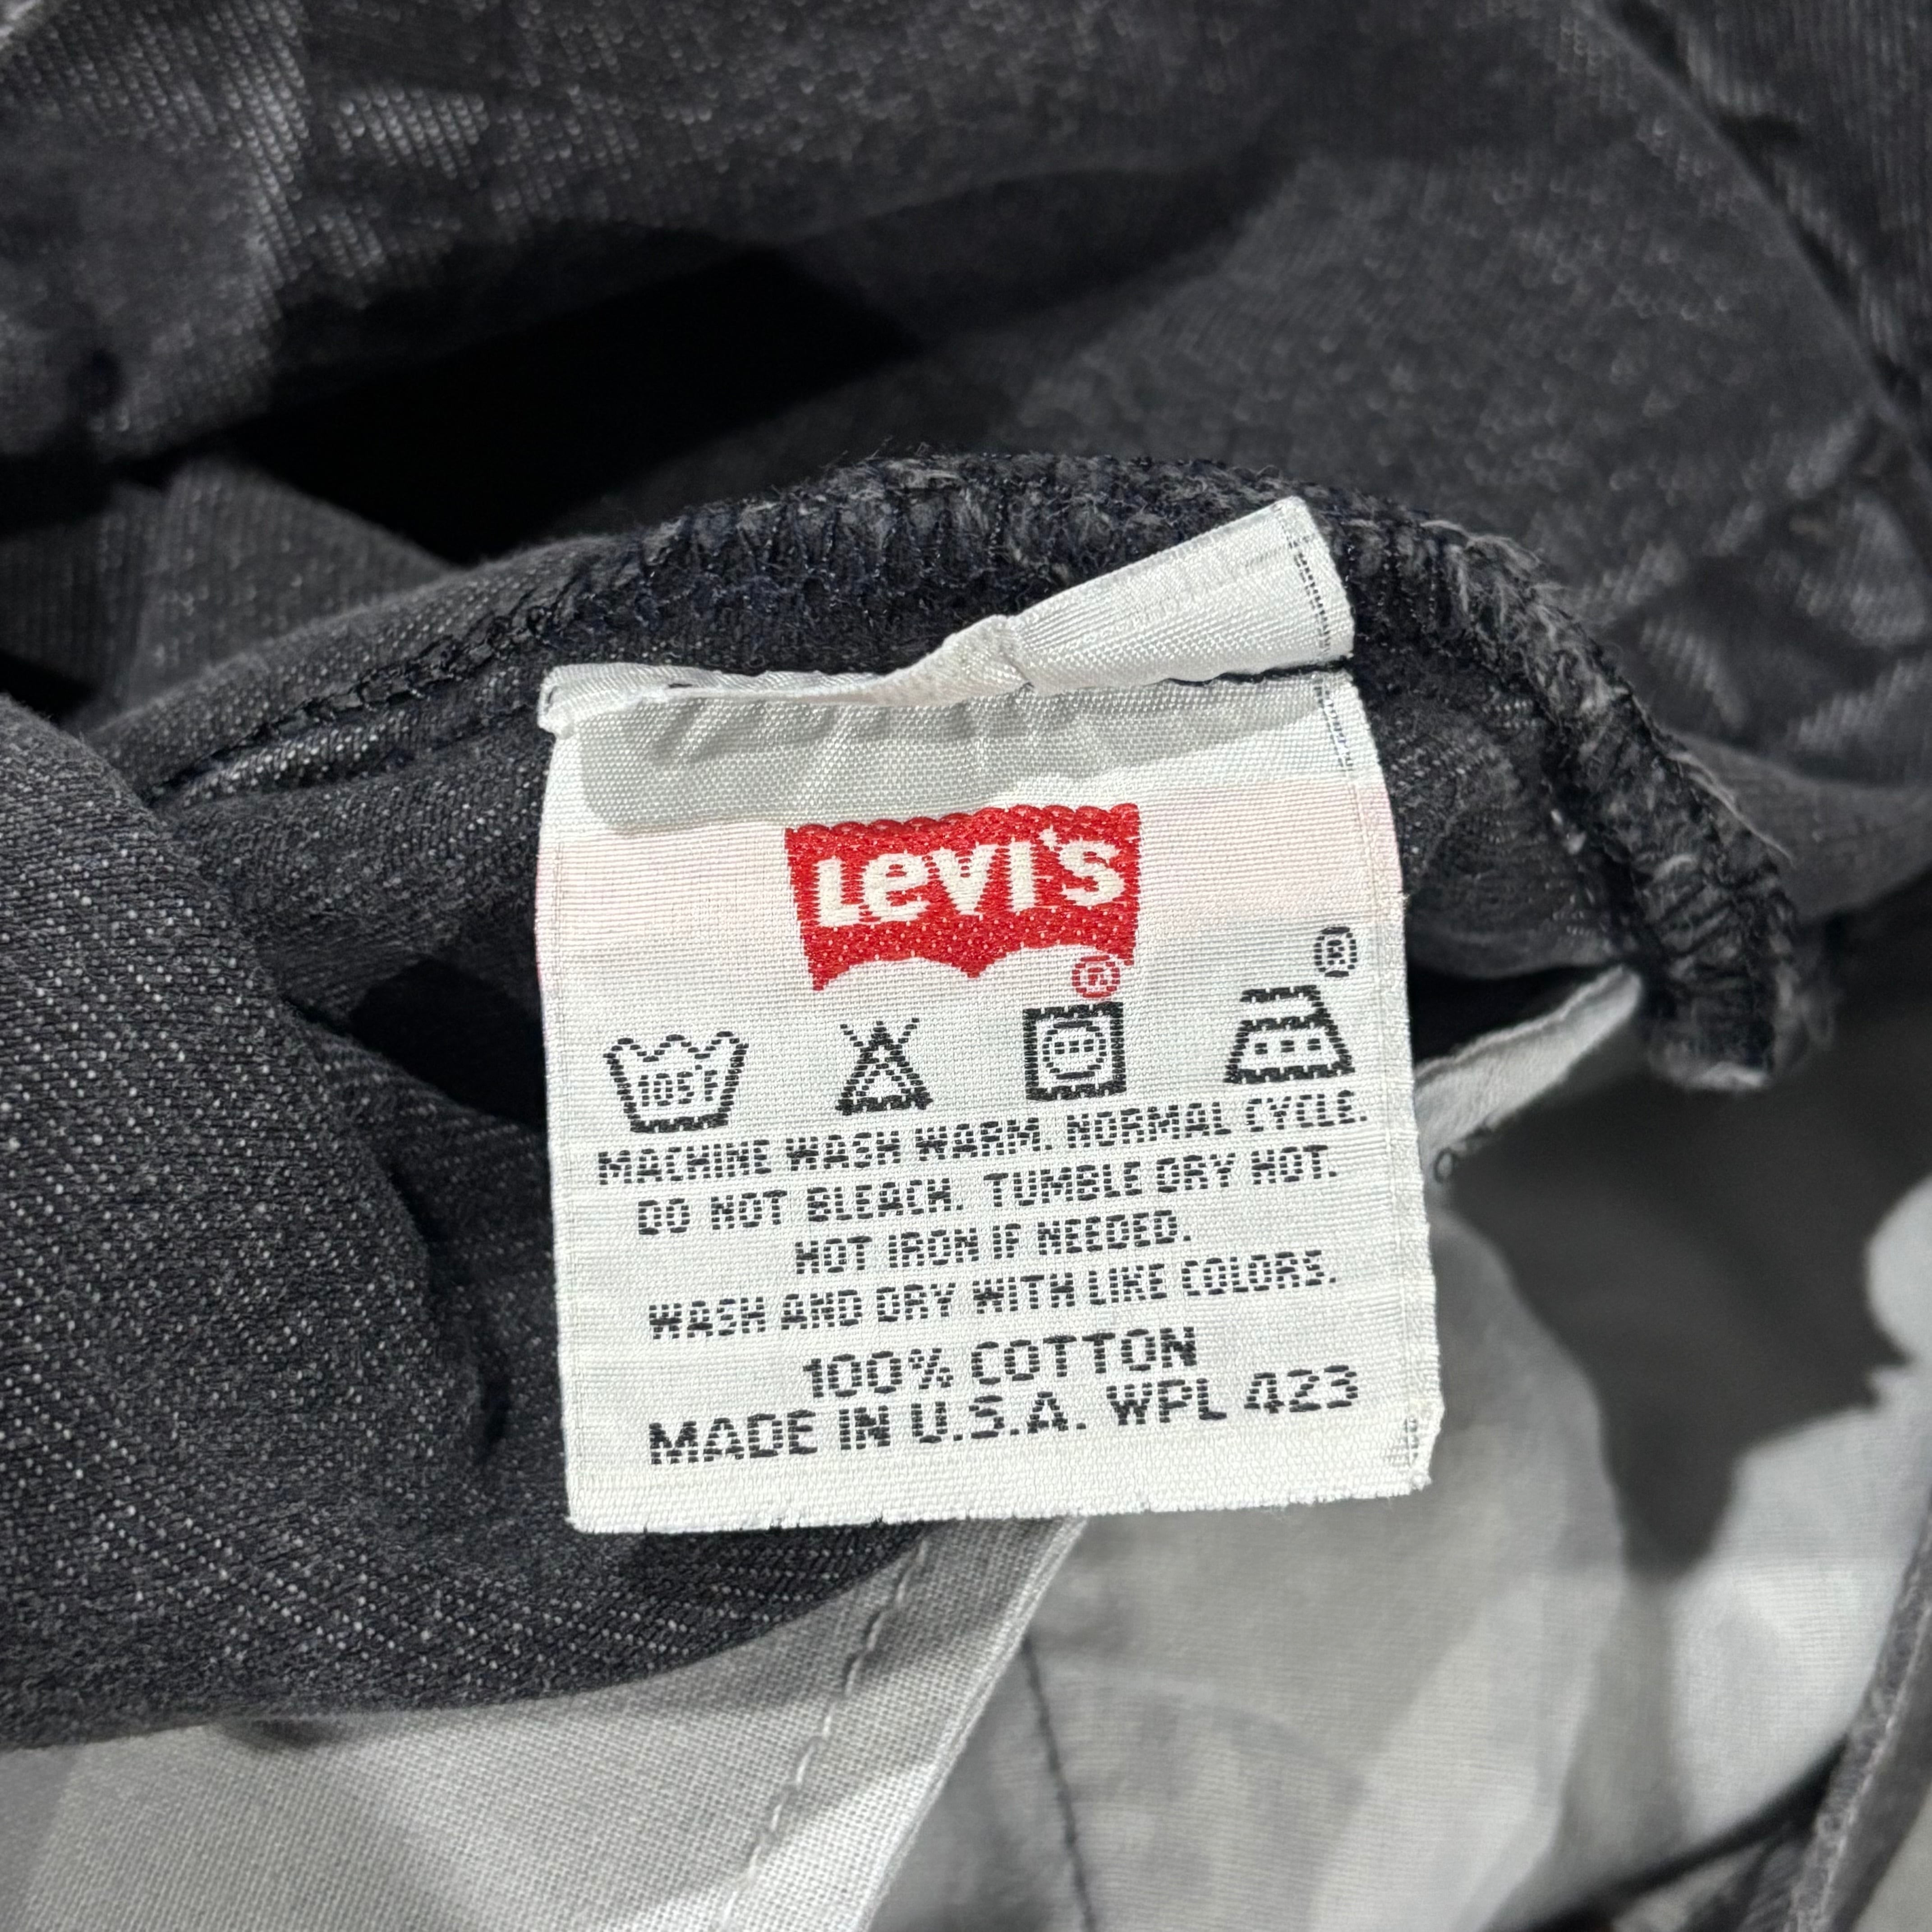 Levi's
®
®
105°F
MACHINE WASH WARM. NORMAL CYCLE.
DO NOT BLEACH. TUMBLE DRY HOT.
HOT IRON IF NEEDED.
WASH AND DRY WITH LIKE COLORS.
100% COTTON
MADE IN U.S.A. WPL 423